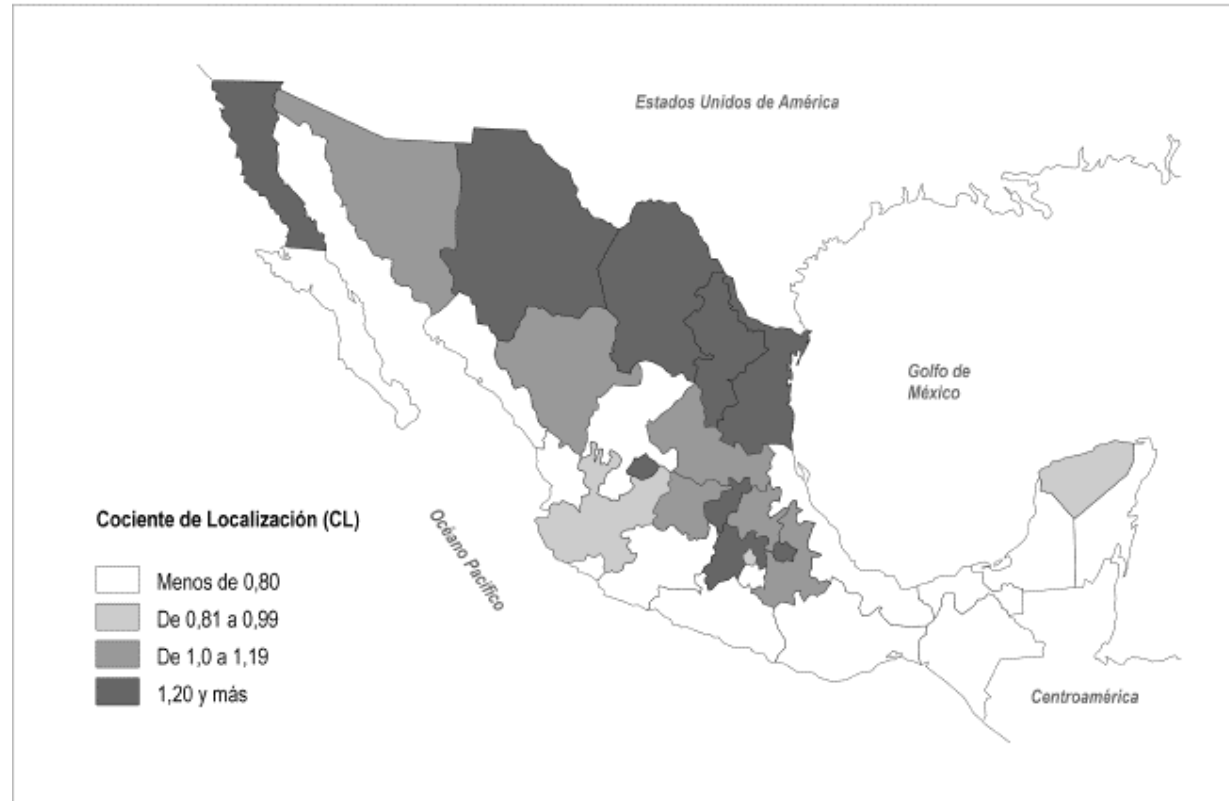 Estados Unidos de América
Golfo de
México
Océano Pacífico
Cociente de Localización (CL)
Menos de 0,80
De 0,81 a 0,99
De 1,0 a 1,19
1,20 y más
Centroamérica